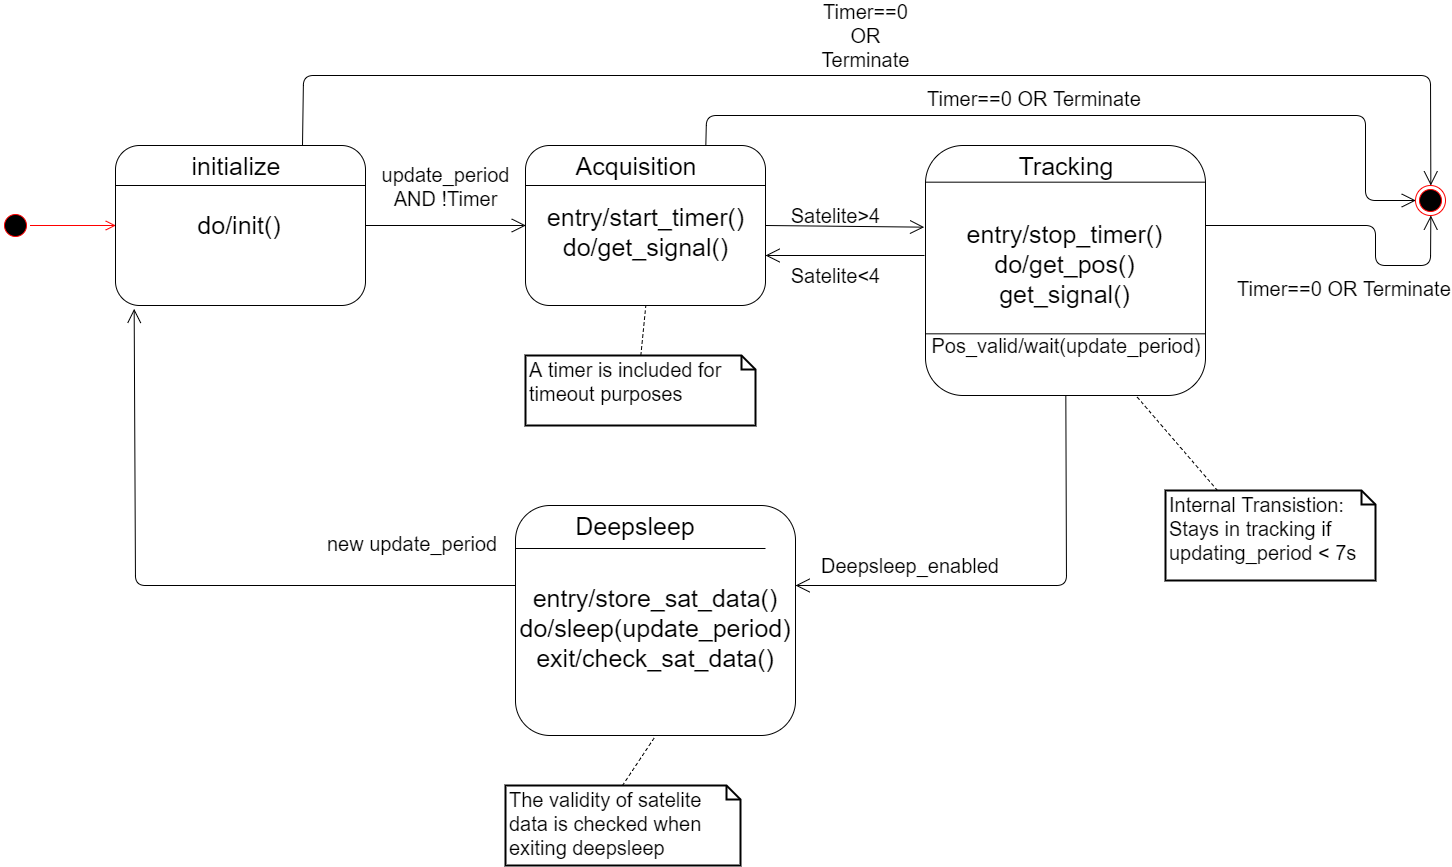 Timer==0
OR
Terminate
Timer==0 OR Terminate
initialize
do/init()
update_period
AND !Timer
Acquisition
entry/start_timer()
do/get_signal()
Satelite>4
Satelite<4
Tracking
entry/stop_timer()
do/get_pos()
get_signal()
Pos_valid/wait(update_period)
Timer==0 OR Terminate
A timer is included for
timeout purposes
Internal Transistion:
Stays in tracking if
updating_period < 7s
new update_period
Deepsleep
entry/store_sat_data()
do/sleep(update_period)
exit/check_sat_data()
Deepsleep_enabled
The validity of satelite
data is checked when
exiting deepsleep